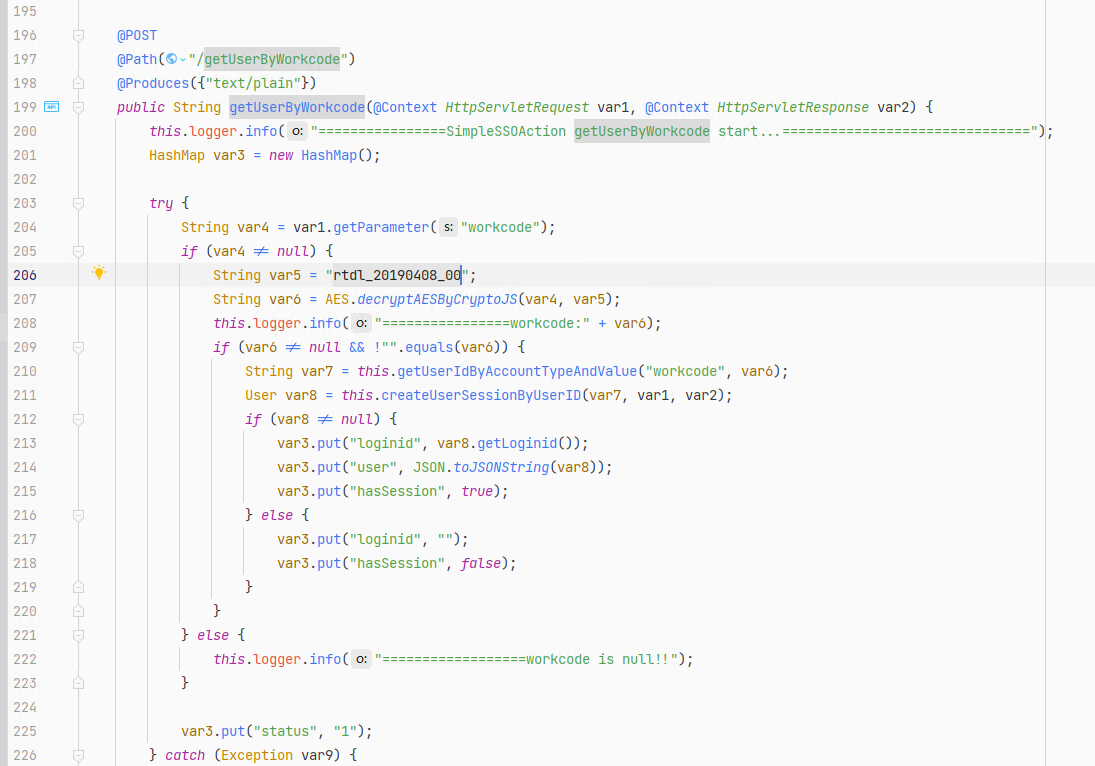 195
196 @POST
197 @Path("/getUserByWorkcode")
198 @Produces({"text/plain"})
199 API public String getUserByWorkcode(@Context HttpServletRequest var1, @Context HttpServletResponse var2) {
200 this.logger.info( o: "================SimpleSSOAction getUserByWorkcode start...===============================");
201 HashMap var3 = new HashMap();
202
203 try {
204 String var4 = var1.getParameter( s: "workcode");
205 if (var4 ≠ null) {
206 String var5 = "rtdl_20190408_00";
207 String var6 = AES.decryptAESByCryptoJS(var4, var5);
208 this.logger.info( o: "================workcode:" + var6);
209 if (var6 ≠ null && !"".equals(var6)) {
210 String var7 = this.getUserIdByAccountTypeAndValue("workcode", var6);
211 User var8 = this.createUserSessionByUserID(var7, var1, var2);
212 if (var8 ≠ null) {
213 var3.put("loginid", var8.getLoginid());
214 var3.put("user", JSON.toJSONString(var8));
215 var3.put("hasSession", true);
216 } else {
217 var3.put("loginid", "");
218 var3.put("hasSession", false);
219 }
220 }
221 } else {
222 this.logger.info( o: "==================workcode is null!!");
223 }
224
225 var3.put("status", "1");
226 } catch (Exception var9) {